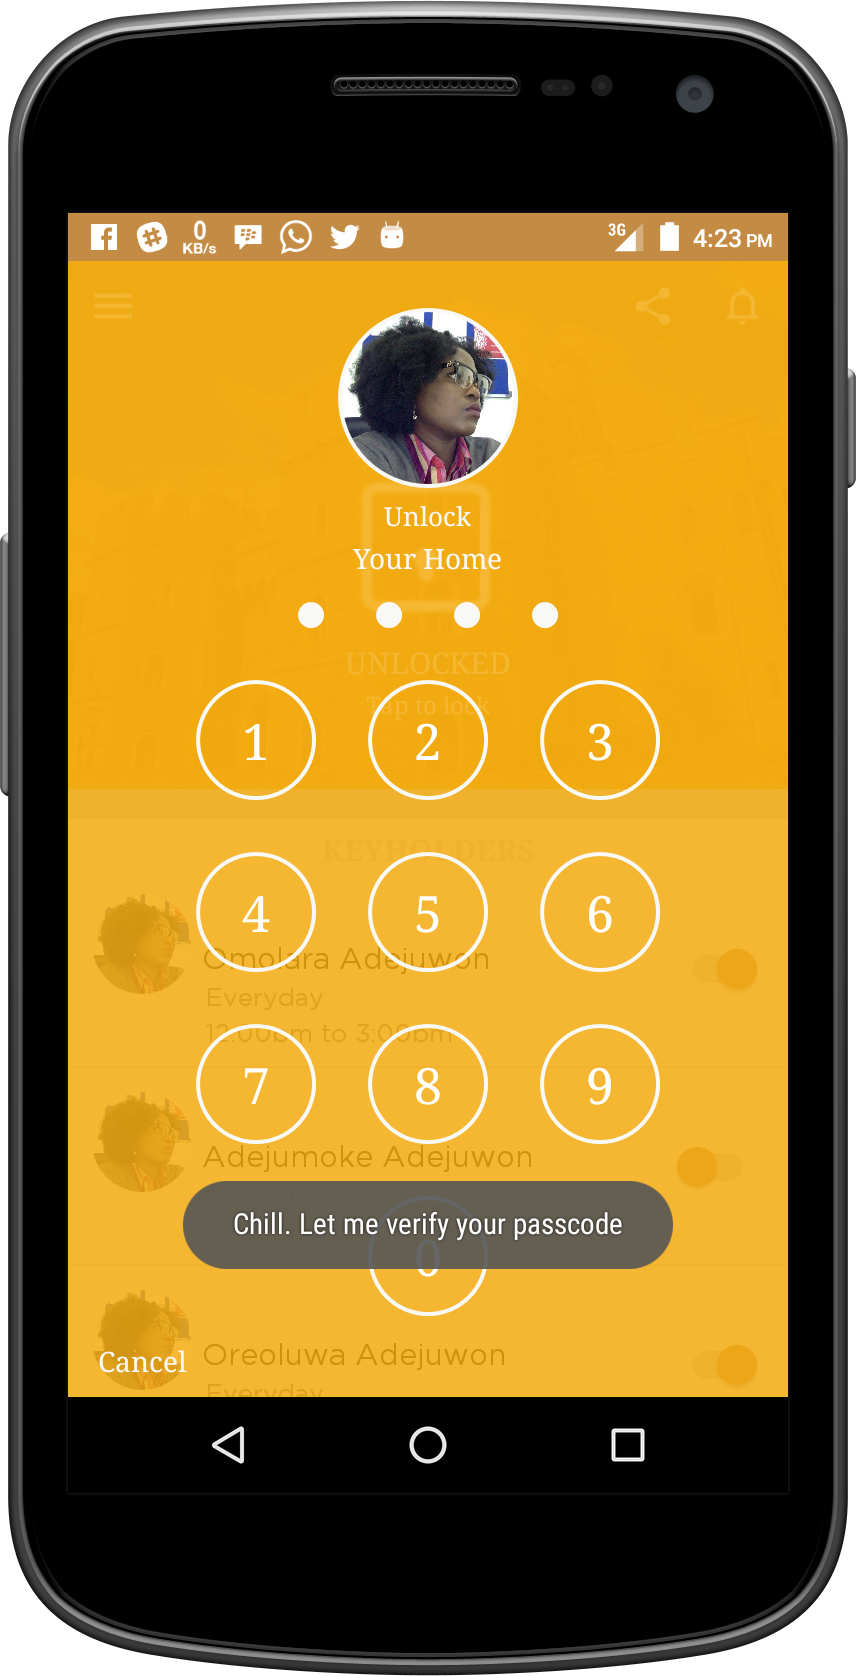 0
KB/s
3G
4:23 PM
Unlock
Your Home
UNLOCKED
Tap to lock
1 2 3
KEYHOLDERS
4 5 6
Omolara Adejuwon
Everyday
12:00pm to 3:00pm
7 8 9
Adejumoke Adejuwon
Everyday
Chill. Let me verify your passcode
0
Oreoluwa Adejuwon
Cancel
Everyday